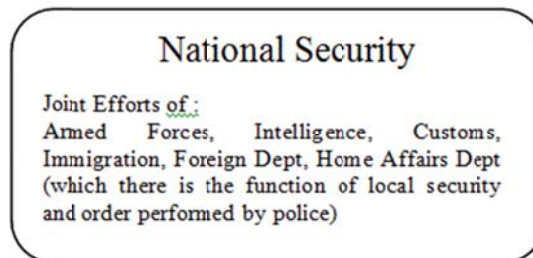 National Security
Joint Efforts of :
Armed Forces, Intelligence, Customs,
Immigration, Foreign Dept, Home Affairs Dept
(which there is the function of local security
and order performed by police)